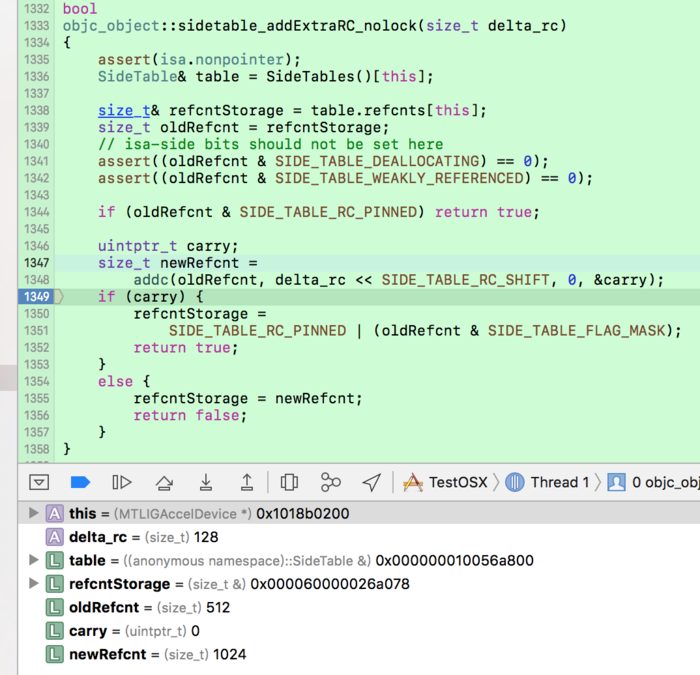 1332 bool
1333 objc_object::sidetable_addExtraRC_nolock(size_t delta_rc)
1334 {
1335     assert(isa.nonpointer);
1336     SideTable& table = SideTables()[this];
1337
1338     size_t& refcntStorage = table.refcnts[this];
1339     size_t oldRefcnt = refcntStorage;
1340     // isa-side bits should not be set here
1341     assert((oldRefcnt & SIDE_TABLE_DEALLOCATING) == 0);
1342     assert((oldRefcnt & SIDE_TABLE_WEAKLY_REFERENCED) == 0);
1343
1344     if (oldRefcnt & SIDE_TABLE_RC_PINNED) return true;
1345
1346     uintptr_t carry;
1347     size_t newRefcnt =
1348         addc(oldRefcnt, delta_rc << SIDE_TABLE_RC_SHIFT, 0, &carry);
1349     if (carry) {
1350         refcntStorage =
1351             SIDE_TABLE_RC_PINNED | (oldRefcnt & SIDE_TABLE_FLAG_MASK);
1352         return true;
1353     }
1354     else {
1355         refcntStorage = newRefcnt;
1356         return false;
1357     }
1358 }
TestOSX Thread 1 0 objc_obj
A this = (MTLIGAccelDevice *) 0x1018b0200
A delta_rc = (size_t) 128
L table = ((anonymous namespace)::SideTable &) 0x000000010056a800
L refcntStorage = (size_t &) 0x000060000026a078
L oldRefcnt = (size_t) 512
L carry = (uintptr_t) 0
L newRefcnt = (size_t) 1024